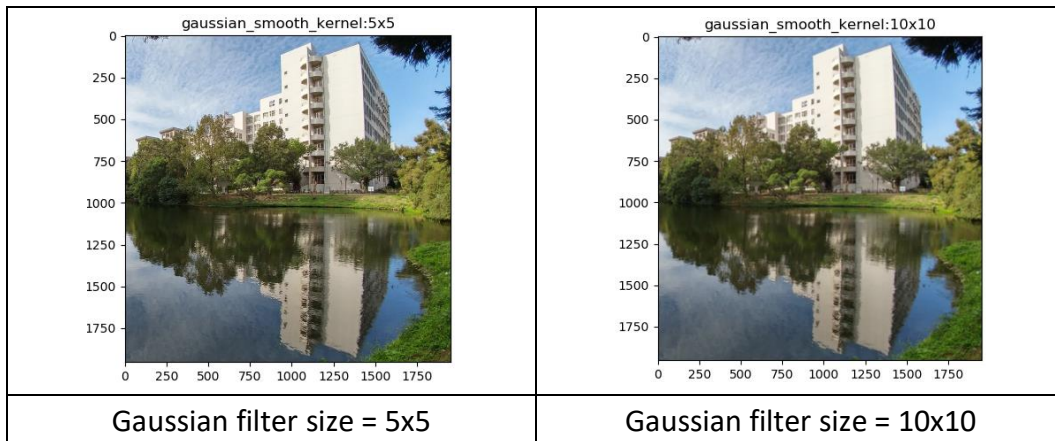 gaussian_smooth_kernel:5x5
0
250
500
750
1000
1250
1500
1750
0 250 500 750 1000 1250 1500 1750
Gaussian filter size = 5x5
gaussian_smooth_kernel:10x10
0
250
500
750
1000
1250
1500
1750
0 250 500 750 1000 1250 1500 1750
Gaussian filter size = 10x10